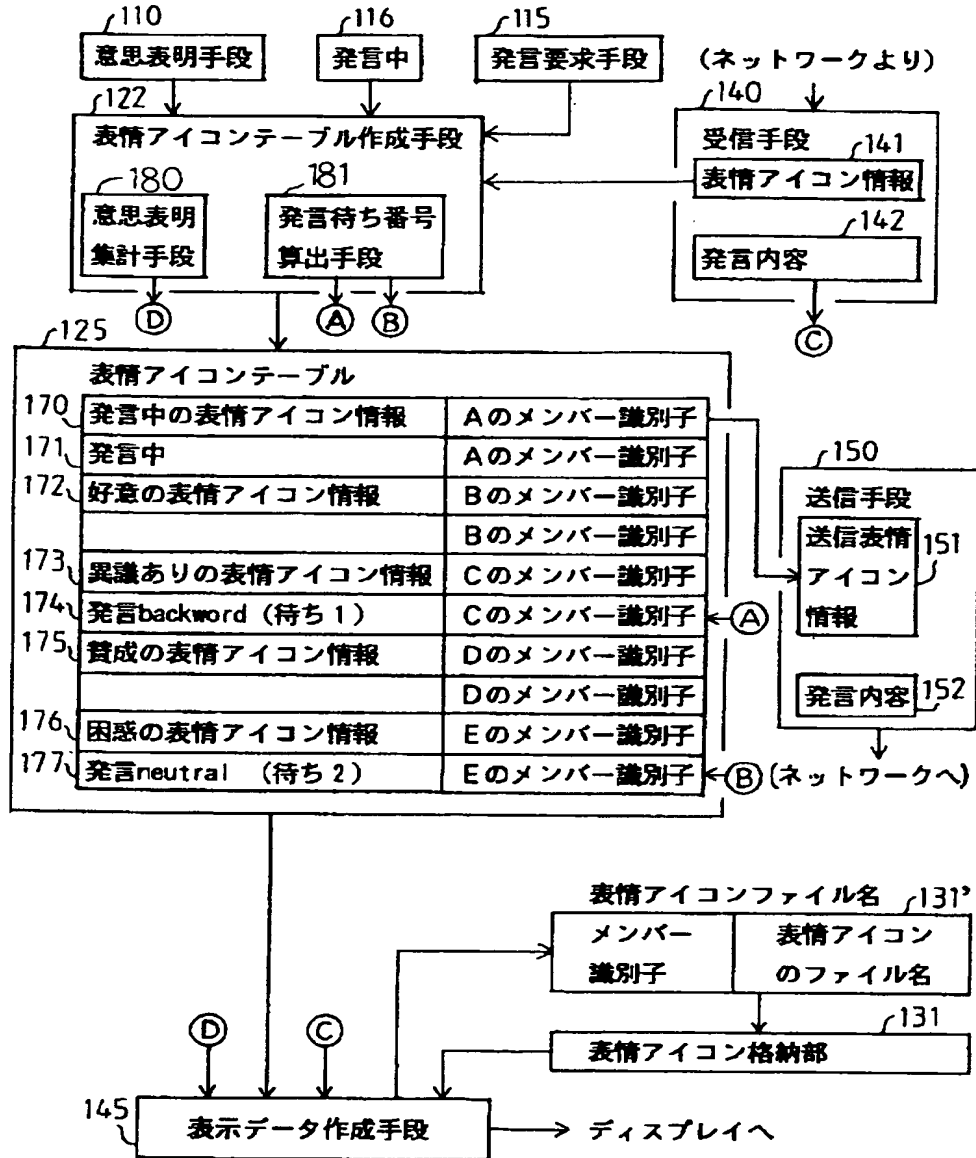 110
意思表明手段
116
発言中
115
発言要求手段
(ネットワークより)
122
表情アイコンテーブル作成手段
180
意思表明
集計手段
181
発言待ち番号
算出手段
D
A
B
140
受信手段
141
表情アイコン情報
142
発言内容
C
125
表情アイコンテーブル
170 発言中の表情アイコン情報 Aのメンバー識別子
171 発言中 Aのメンバー識別子
172 好意の表情アイコン情報 Bのメンバー識別子
Bのメンバー識別子
173 異議ありの表情アイコン情報 Cのメンバー識別子
174 発言backword (待ち1) Cのメンバー識別子 A
175 賛成の表情アイコン情報 Dのメンバー識別子
Dのメンバー識別子
176 困惑の表情アイコン情報 Eのメンバー識別子
177 発言neutral (待ち2) Eのメンバー識別子 B
150
送信手段
送信表情
アイコン
情報
151
発言内容 152
(ネットワークへ)
表情アイコンファイル名 131'
メンバー
識別子
表情アイコン
のファイル名
131
表情アイコン格納部
D
C
145
表示データ作成手段
ディスプレイへ